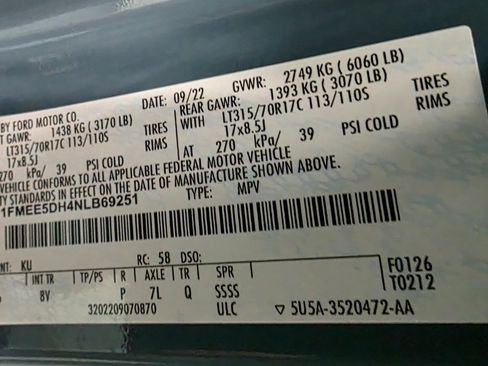 BY FORD MOTOR CO. DATE: 09/22 GVWR: 2749 KG ( 6060 LB)
GAWR: 1438 KG ( 3170 LB) REAR GAWR: 1393 KG ( 3070 LB)
LT315/70R17C 113/110S TIRES WITH LT315/70R17C 113/110S TIRES
17x8.5J RIMS 17x8.5J RIMS
270 kPa/ 39 PSI COLD AT 270 kPa/ 39 PSI COLD
VEHICLE CONFORMS TO ALL APPLICABLE FEDERAL MOTOR VEHICLE
STANDARDS IN EFFECT ON THE DATE OF MANUFACTURE SHOWN ABOVE.
1FMEE5DH4NLB69251 TYPE: MPV
NT: KU RC: 58 DSO:
BR INT TP/PS R AXLE TR SPR F0126
BV P 7L Q SSSS T0212
3202209070870 ULC ▽ 5U5A-3520472-AA